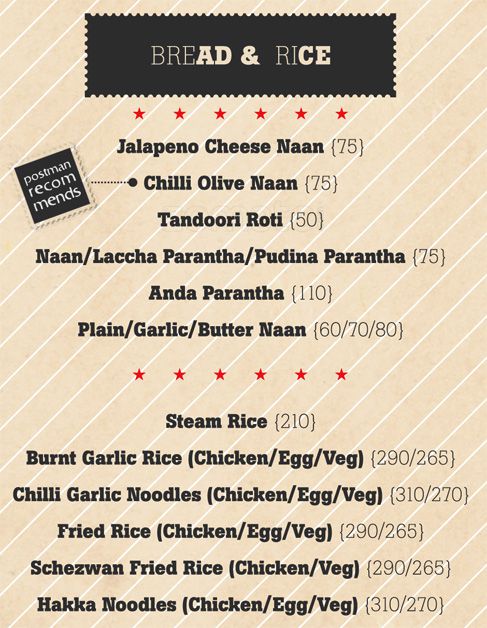 BREAD & RICE
Jalapeno Cheese Naan {75}
postman
recom
mends
Chilli Olive Naan {75}
Tandoori Roti {50}
Naan/Laccha Parantha/Pudina Parantha {75}
Anda Parantha {110}
Plain/Garlic/Butter Naan {60/70/80}
Steam Rice {210}
Burnt Garlic Rice (Chicken/Egg/Veg) {290/265}
Chilli Garlic Noodles (Chicken/Egg/Veg) {310/270}
Fried Rice (Chicken/Egg/Veg) {290/265}
Schezwan Fried Rice (Chicken/Egg/Veg) {290/265}
Hakka Noodles (Chicken/Egg/Veg) {310/270}